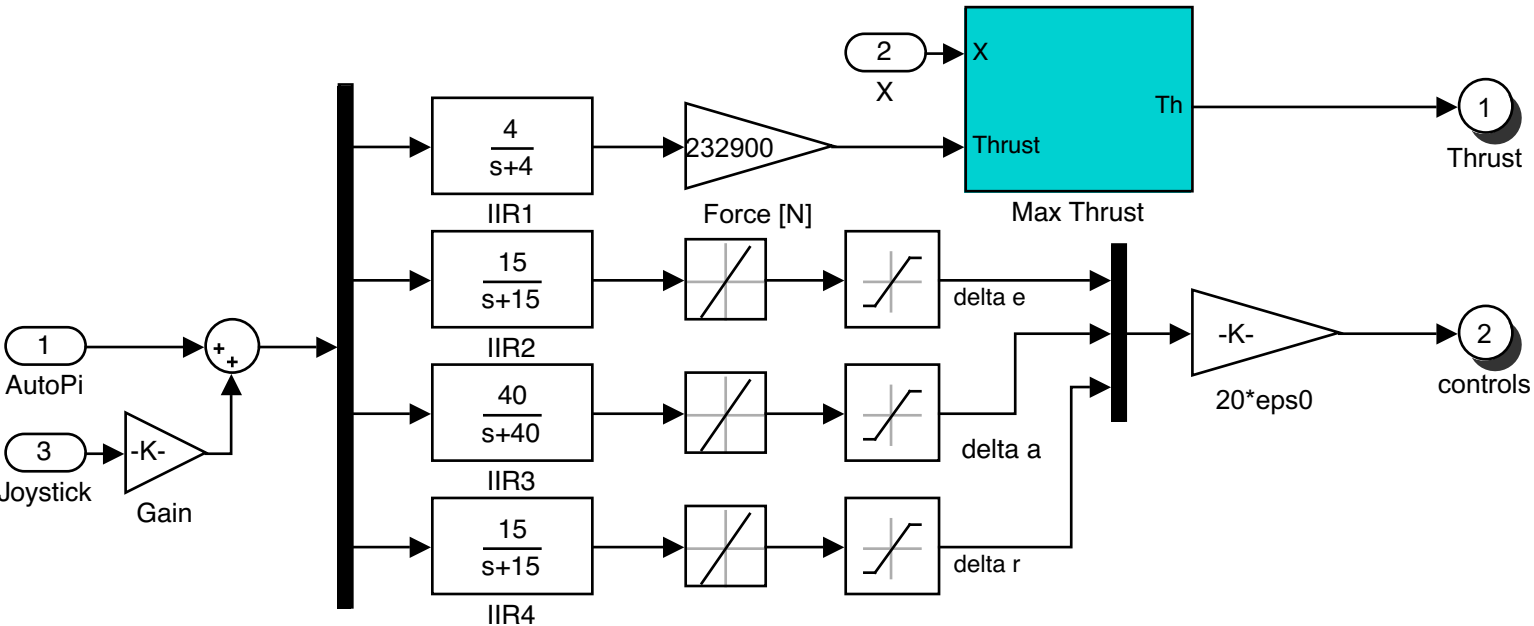 2
X
X
Thrust
Th
Max Thrust
1
Thrust
4
s+4
IIR1
232900
Force [N]
15
s+15
IIR2
delta e
1
AutoPi
+
+
3
Joystick
-K-
Gain
40
s+40
IIR3
delta a
-K-
20*eps0
2
controls
15
s+15
IIR4
delta r